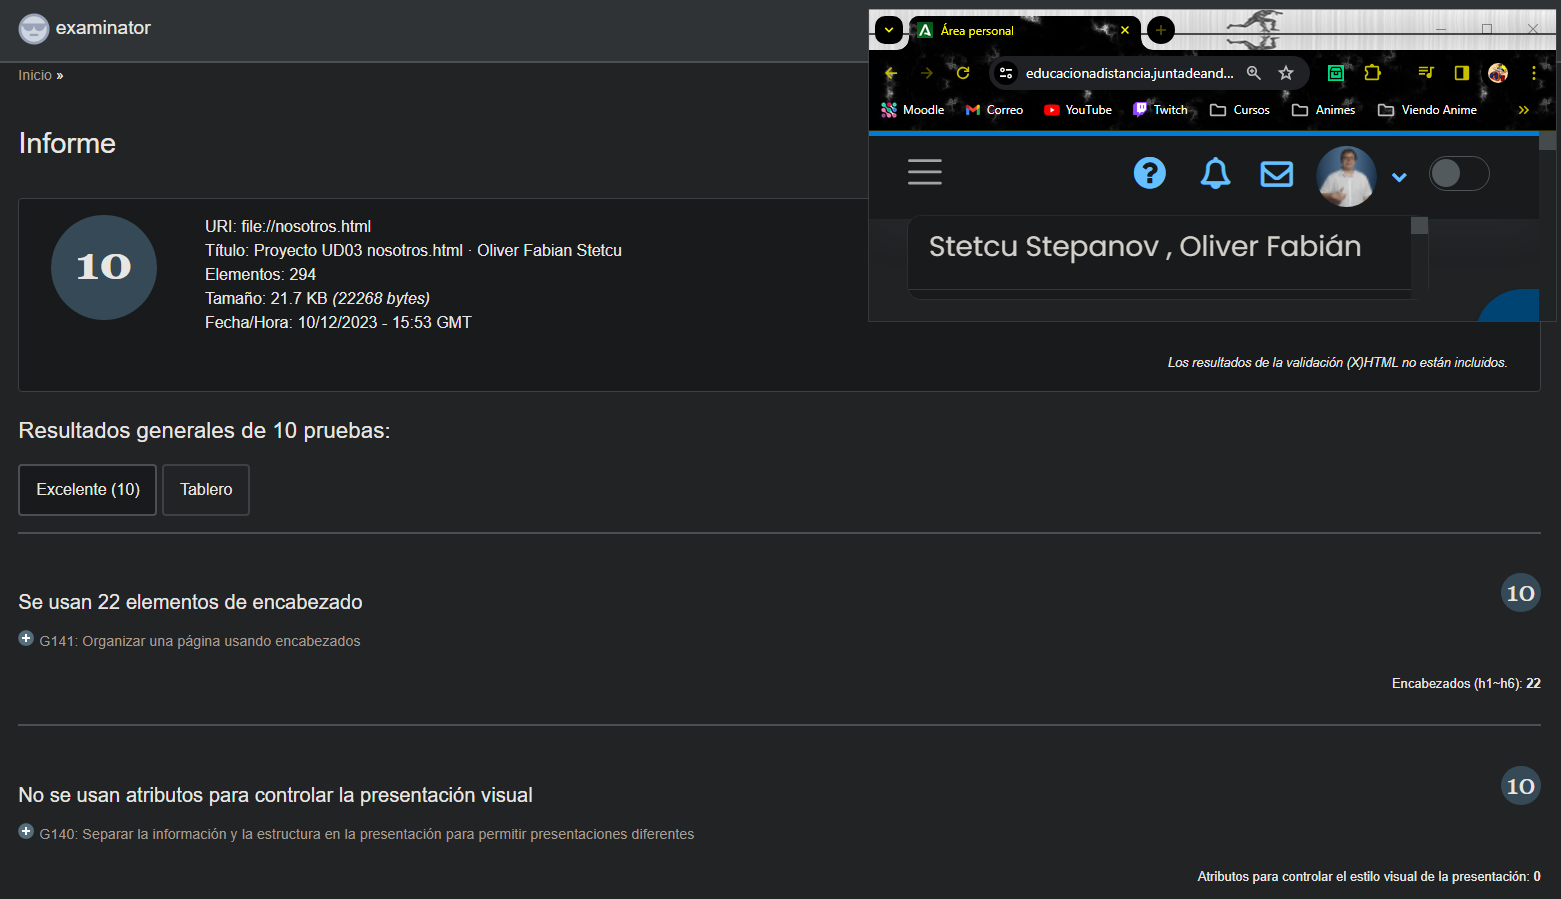 examinator
Inicio »
Informe
10
URI: file://nosotros.html
Título: Proyecto UD03 nosotros.html · Oliver Fabian Stetcu
Elementos: 294
Tamaño: 21.7 KB (22268 bytes)
Fecha/Hora: 10/12/2023 - 15:53 GMT
Los resultados de la validación (X)HTML no están incluidos.
Área personal
educacionadistancia.juntadeand...
Moodle Correo YouTube Twitch Cursos Animes Viendo Anime »
Stetcu Stepanov , Oliver Fabián
Resultados generales de 10 pruebas:
Excelente (10) Tablero
Se usan 22 elementos de encabezado
10
G141: Organizar una página usando encabezados
Encabezados (h1~h6): 22
No se usan atributos para controlar la presentación visual
10
G140: Separar la información y la estructura en la presentación para permitir presentaciones diferentes
Atributos para controlar el estilo visual de la presentación: 0